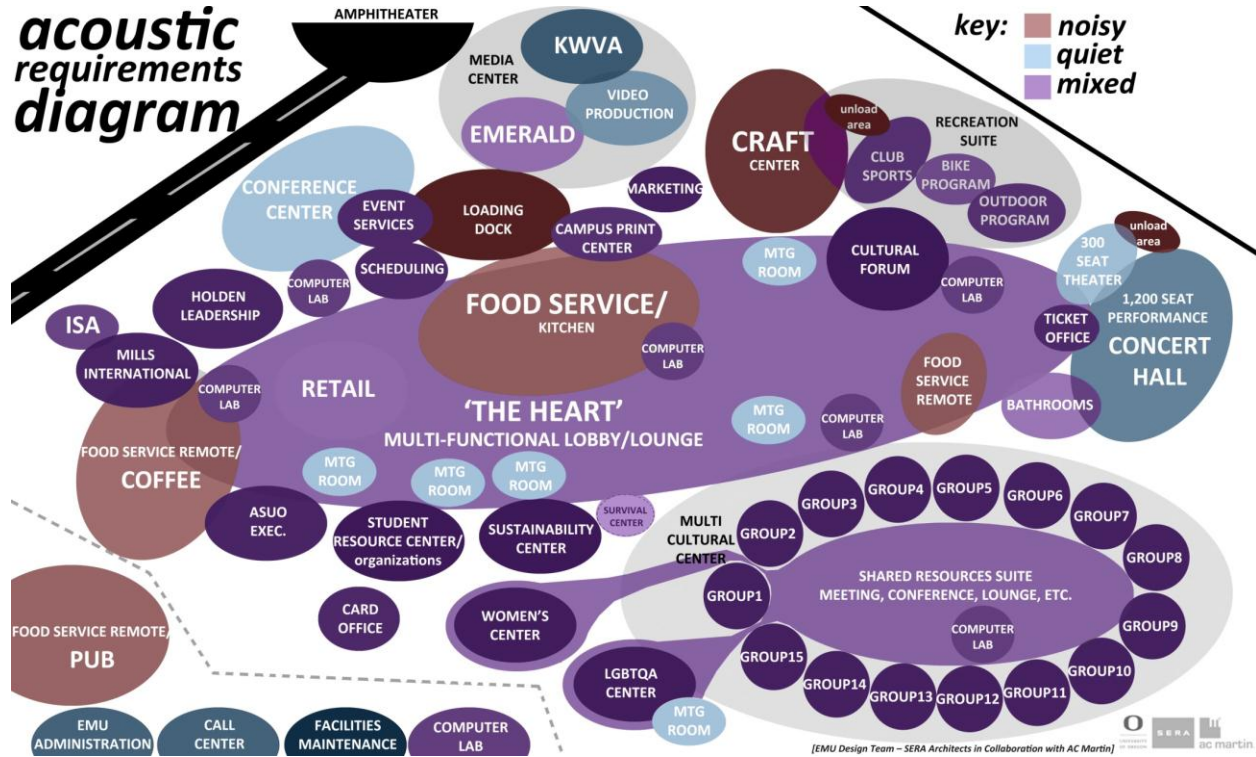 acoustic
requirements
diagram
AMPHITHEATER
key: noisy
quiet
mixed
MEDIA
CENTER
KWVA
VIDEO
PRODUCTION
EMERALD
CRAFT
CENTER
unload
area
RECREATION
SUITE
CLUB
SPORTS
BIKE
PROGRAM
OUTDOOR
PROGRAM
CONFERENCE
CENTER
EVENT
SERVICES
LOADING
DOCK
MARKETING
CAMPUS PRINT
CENTER
SCHEDULING
COMPUTER
LAB
HOLDEN
LEADERSHIP
ISA
MILLS
INTERNATIONAL
COMPUTER
LAB
FOOD SERVICE/
KITCHEN
COMPUTER
LAB
MTG
ROOM
CULTURAL
FORUM
COMPUTER
LAB
300
SEAT
THEATER
unload
area
TICKET
OFFICE
1,200 SEAT
PERFORMANCE
CONCERT
HALL
RETAIL
'THE HEART'
MULTI-FUNCTIONAL LOBBY/LOUNGE
FOOD
SERVICE
REMOTE
BATHROOMS
MTG
ROOM
COMPUTER
LAB
FOOD SERVICE REMOTE/
COFFEE
MTG
ROOM
MTG
ROOM
MTG
ROOM
ASUO
EXEC.
STUDENT
RESOURCE CENTER/
organizations
SUSTAINABILITY
CENTER
SURVIVAL
CENTER
MULTI
CULTURAL
CENTER
GROUP1
GROUP2
GROUP3
GROUP4
GROUP5
GROUP6
GROUP7
GROUP8
GROUP9
GROUP10
GROUP11
GROUP12
GROUP13
GROUP14
GROUP15
SHARED RESOURCES SUITE
MEETING, CONFERENCE, LOUNGE, ETC.
COMPUTER
LAB
CARD
OFFICE
WOMEN'S
CENTER
LGBTQA
CENTER
MTG
ROOM
FOOD SERVICE REMOTE/
PUB
EMU
ADMINISTRATION
CALL
CENTER
FACILITIES
MAINTENANCE
COMPUTER
LAB
[EMU Design Team – SERA Architects in Collaboration with AC Martin]
O
UNIVERSITY
OF OREGON
SERA
ac martin